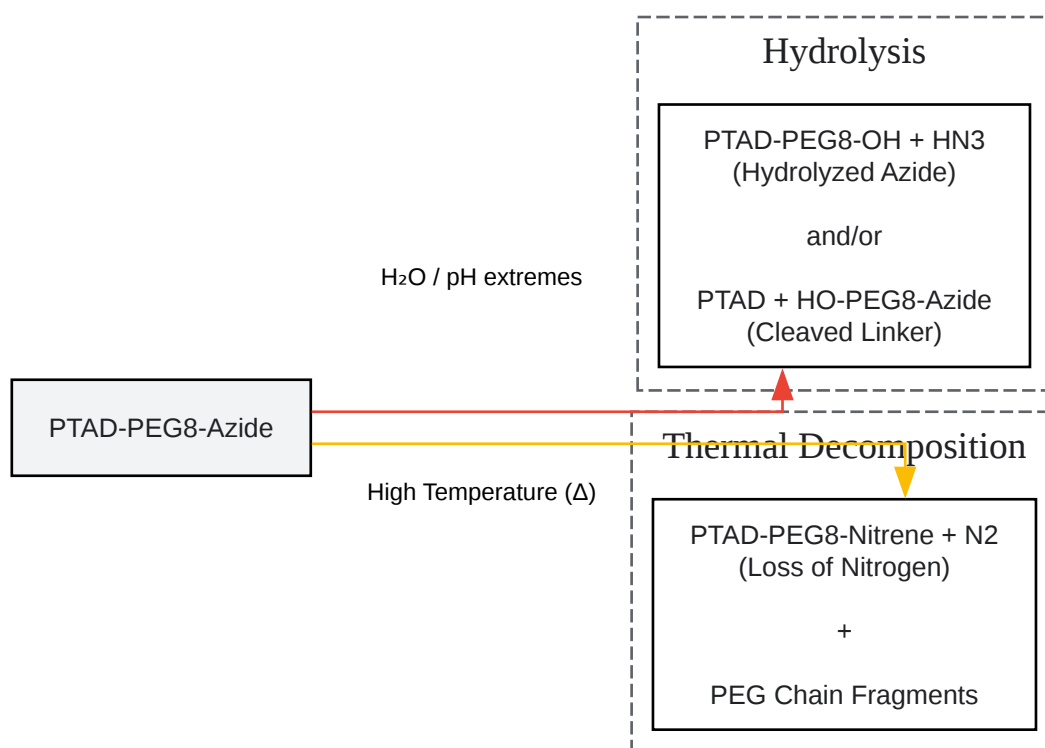 Hydrolysis
PTAD-PEG8-OH + HN3
(Hydrolyzed Azide)
and/or
PTAD + HO-PEG8-Azide
(Cleaved Linker)
H₂O / pH extremes
PTAD-PEG8-Azide
High Temperature (Δ)
Thermal Decomposition
PTAD-PEG8-Nitrene + N2
(Loss of Nitrogen)
+
PEG Chain Fragments